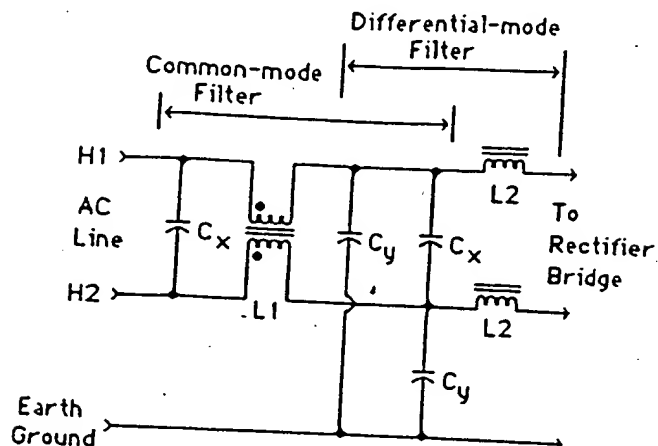 Differential-mode
Filter
Common-mode
Filter
H1
L2
AC
Line
Cx
Cy
Cx
To
Rectifier
Bridge
H2
L1
L2
Cy
Earth
Ground